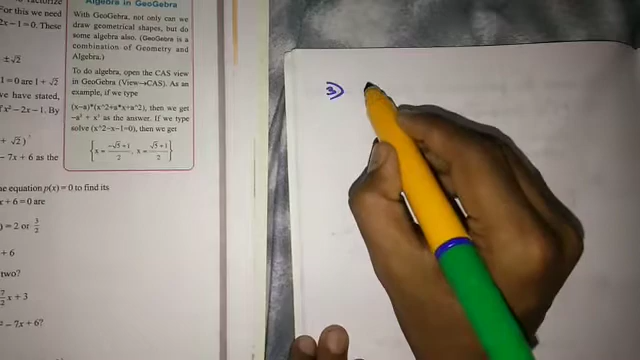 to factorize
For this we need
2x−1=0. These
± √2
1 = 0 are 1 + √2
we have stated,
f x² − 2x − 1. By
+ √2)
− 7x + 6 as the
he equation p(x) = 0 to find its
x + 6 = 0 are
) = 2 or 3/2
+ 6
two?
7/2 x + 3
² − 7x + 6?
Algebra in GeoGebra
With GeoGebra, not only can we
draw geometrical shapes, but do
some algebra also. (GeoGebra is a
combination of Geometry and
Algebra.)
To do algebra, open the CAS view
in GeoGebra (View→CAS). As an
example, if we type
(x−a)*(x^2+a*x+a^2), then we get
−a³ + x³ as the answer. If we type
solve (x^2−x−1=0), then we get
{x = (−√5+1)/2, x = (√5+1)/2}
3)